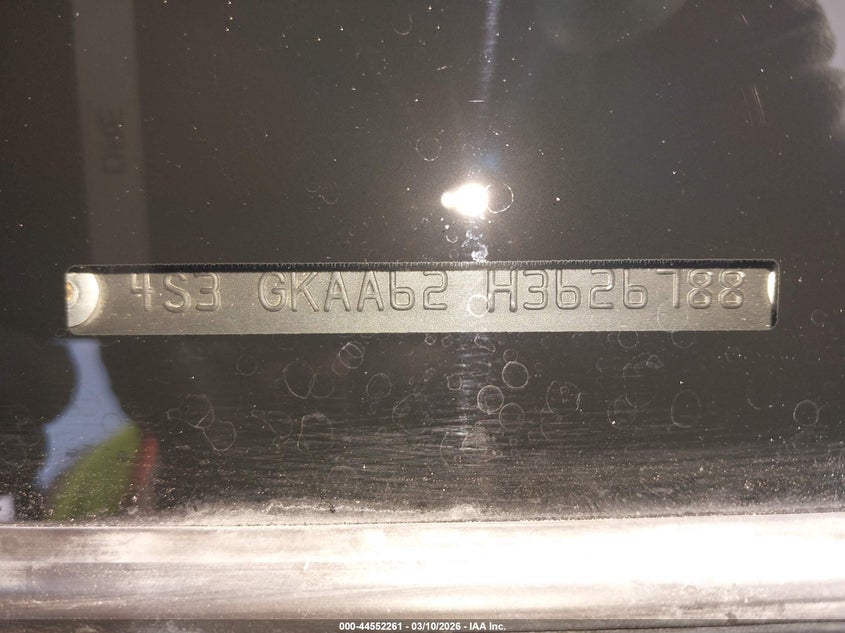 4S3 GKAA62 H3626788
000-44552261 - 03/10/2026 - IAA Inc.